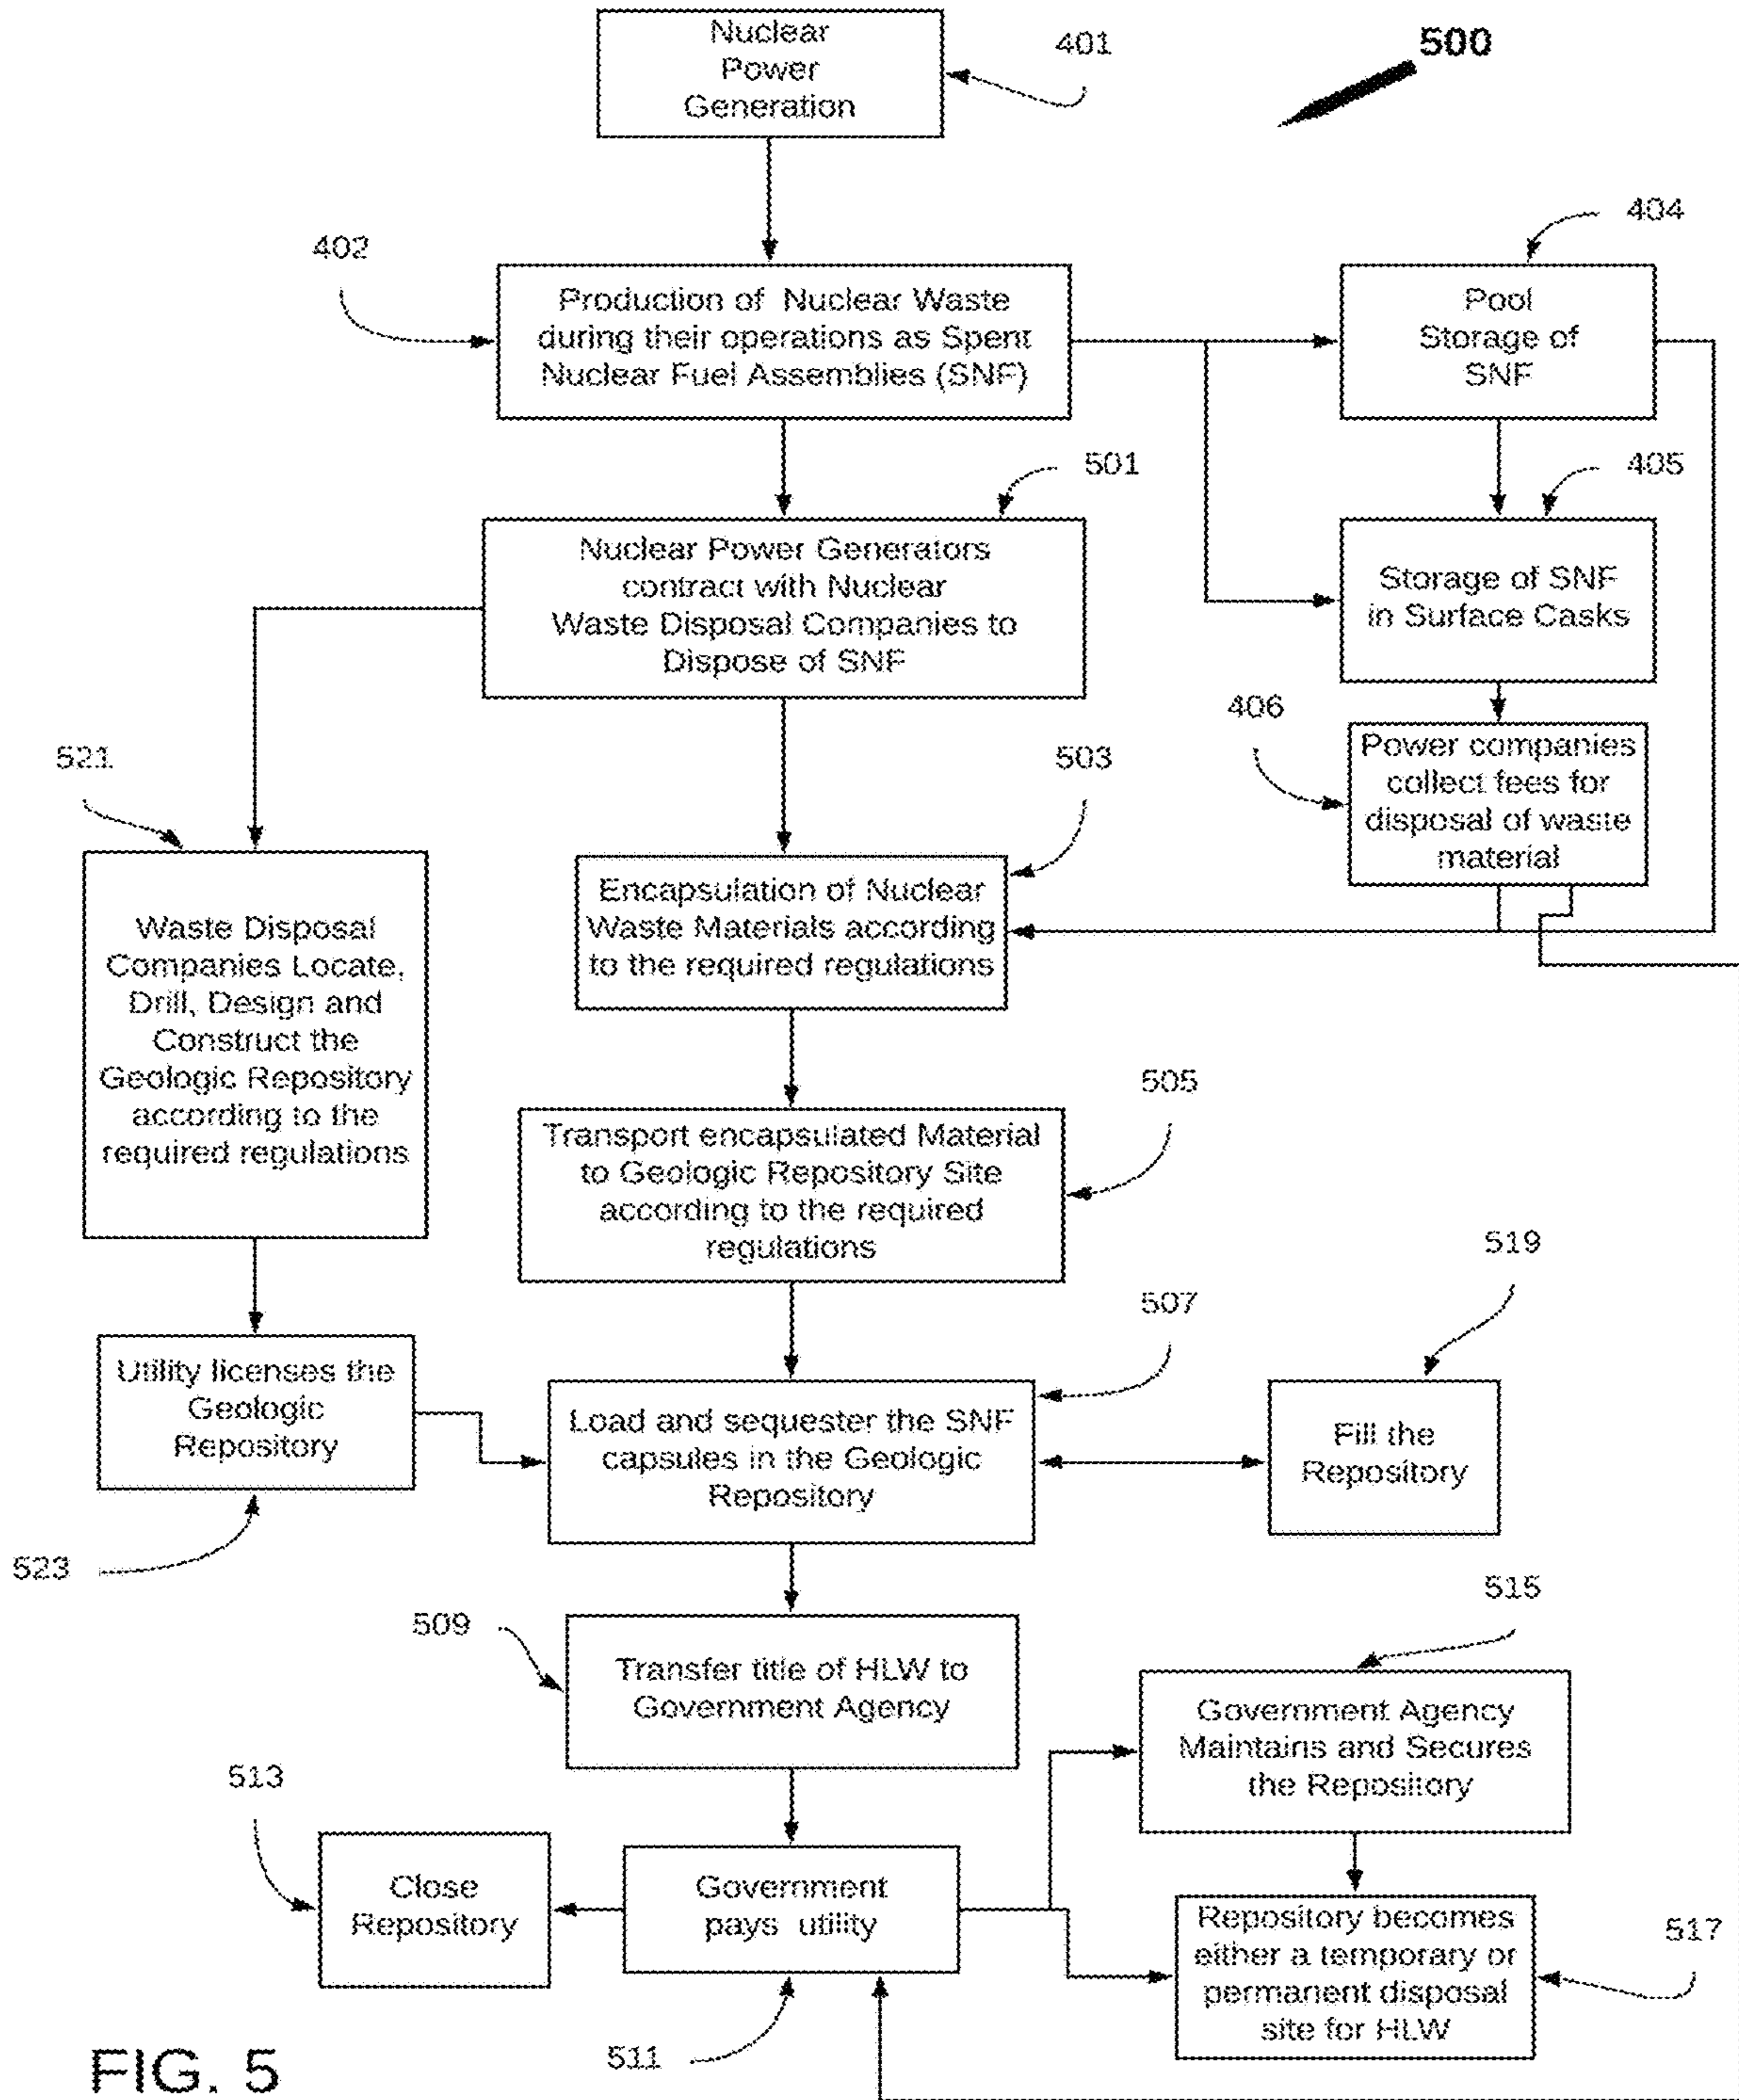 Nuclear
Power
Generation
401
500
402
Production of Nuclear Waste
during their operations as Spent
Nuclear Fuel Assemblies (SNF)
404
Pool
Storage of
SNF
501
Nuclear Power Generators
contract with Nuclear
Waste Disposal Companies to
Dispose of SNF
405
Storage of SNF
in Surface Casks
406
Power companies
collect fees for
disposal of waste
material
521
Waste Disposal
Companies Locate,
Drill, Design and
Construct the
Geologic Repository
according to the
required regulations
503
Encapsulation of Nuclear
Waste Materials according
to the required regulations
505
Transport encapsulated Material
to Geologic Repository Site
according to the required
regulations
Utility licenses the
Geologic
Repository
523
507
Load and sequester the SNF
capsules in the Geologic
Repository
519
Fill the
Repository
509
Transfer title of HLW to
Government Agency
515
Government Agency
Maintains and Secures
the Repository
513
Close
Repository
Government
pays utility
511
Repository becomes
either a temporary or
permanent disposal
site for HLW
517
FIG. 5